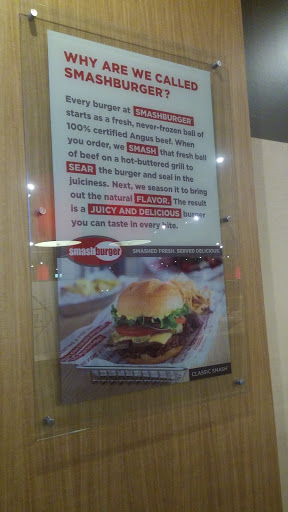 WHY ARE WE CALLED
SMASHBURGER?
Every burger at SMASHBURGER
starts as a fresh, never-frozen ball of
100% certified Angus beef. When
you order, we SMASH that fresh ball
of beef on a hot-buttered grill to
SEAR the burger and seal in the
juiciness. Next, we season it to bring
out the natural FLAVOR. The result
is a JUICY AND DELICIOUS burger
you can taste in every bite.
smashburger SMASHED FRESH. SERVED DELICIOUS.
CLASSIC SMASH